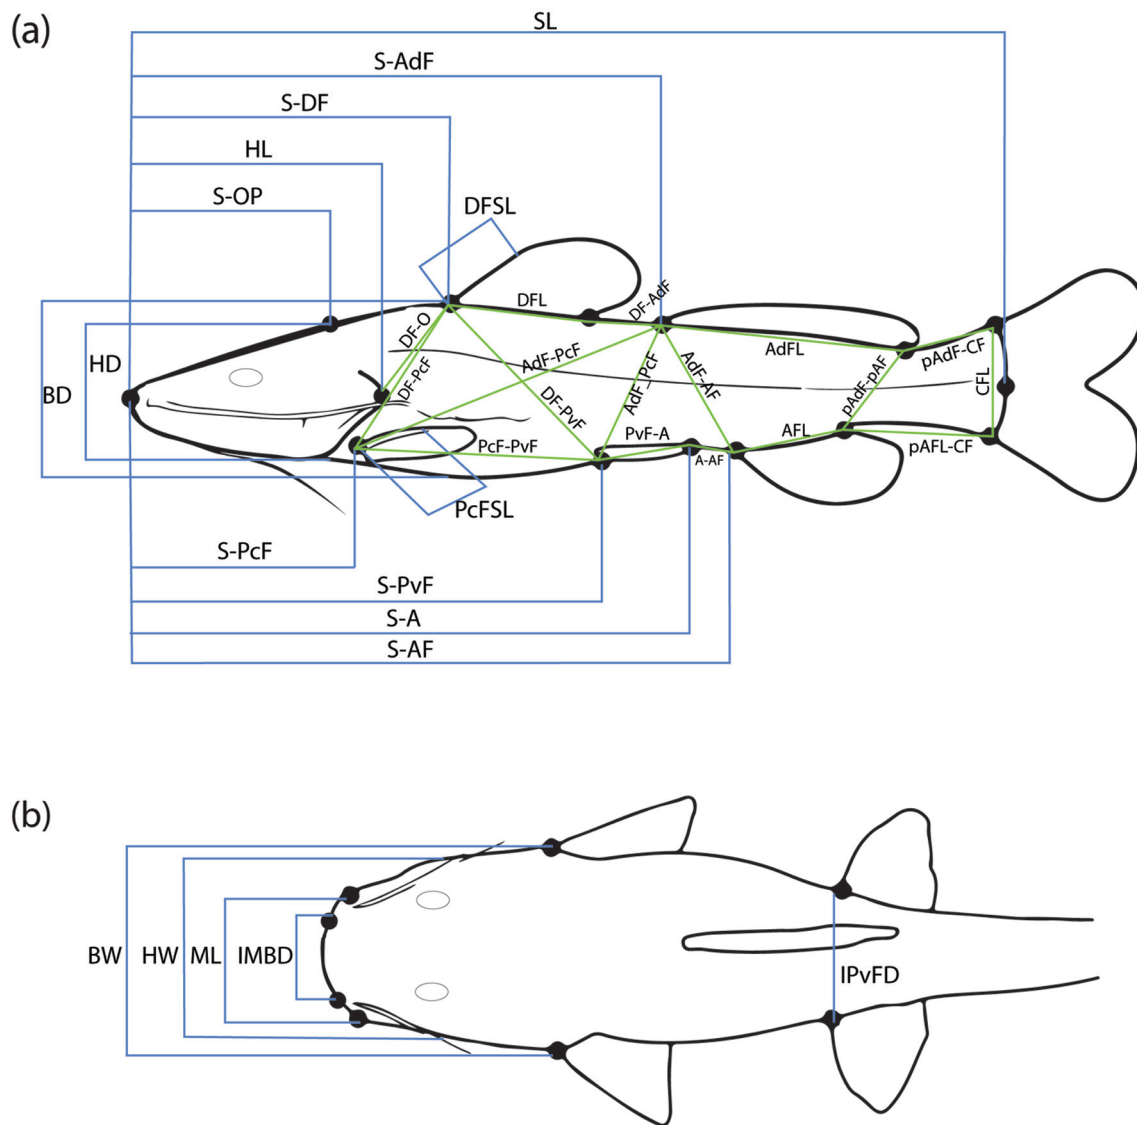 (a)
SL
S-AdF
S-DF
HL
S-OP
DFSL
DFL
DF-AdF
DF-O
DF-PcF
AdF-PcF
DF-PvF
AdF_PcF
AdF-AF
AdFL
pAdF-pAF
pAdF-CF
CFL
HD
BD
PcF-PvF
PvF-A
A-AF
AFL
pAFL-CF
PcFSL
S-PcF
S-PvF
S-A
S-AF
(b)
BW
HW
ML
IMBD
IPvFD